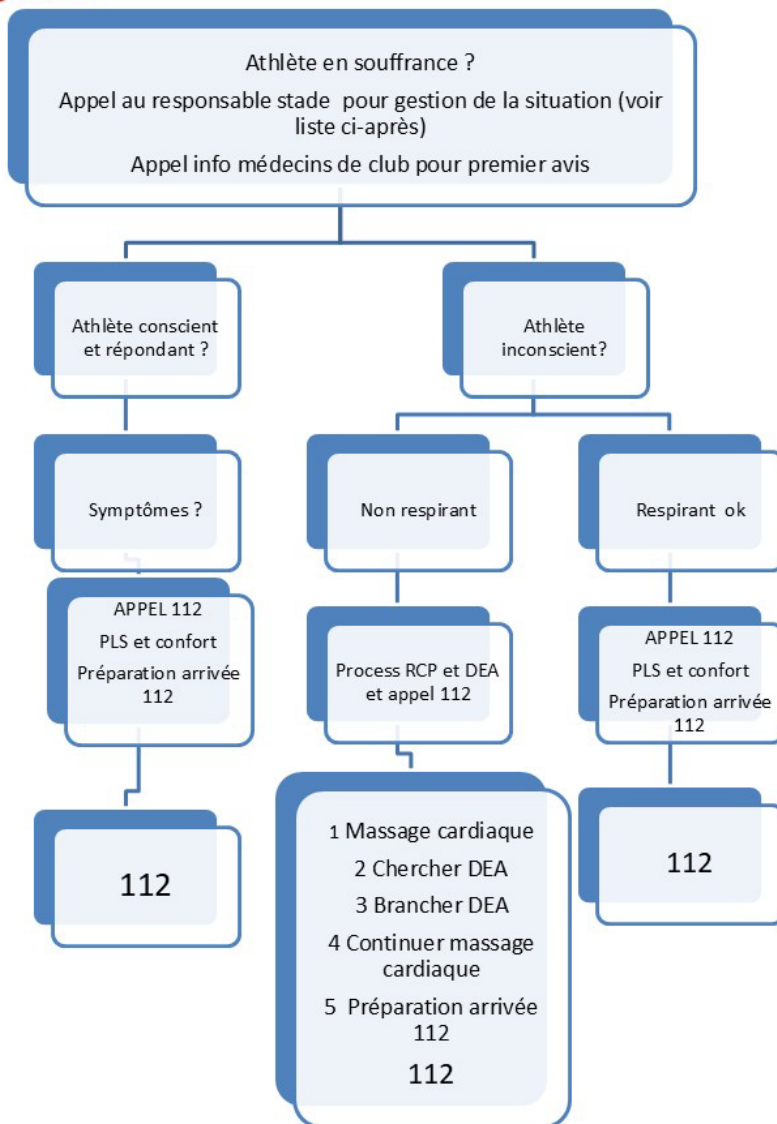 Athlète en souffrance ?
Appel au responsable stade pour gestion de la situation (voir
liste ci-après)
Appel info médecins de club pour premier avis
Athlète conscient
et répondant ?
Athlète
inconscient?
Symptômes ?
Non respirant
Respirant ok
APPEL 112
PLS et confort
Préparation arrivée
112
Process RCP et DEA
et appel 112
APPEL 112
PLS et confort
Préparation arrivée
112
112
1 Massage cardiaque
2 Chercher DEA
3 Brancher DEA
4 Continuer massage
cardiaque
5 Préparation arrivée
112
112
112